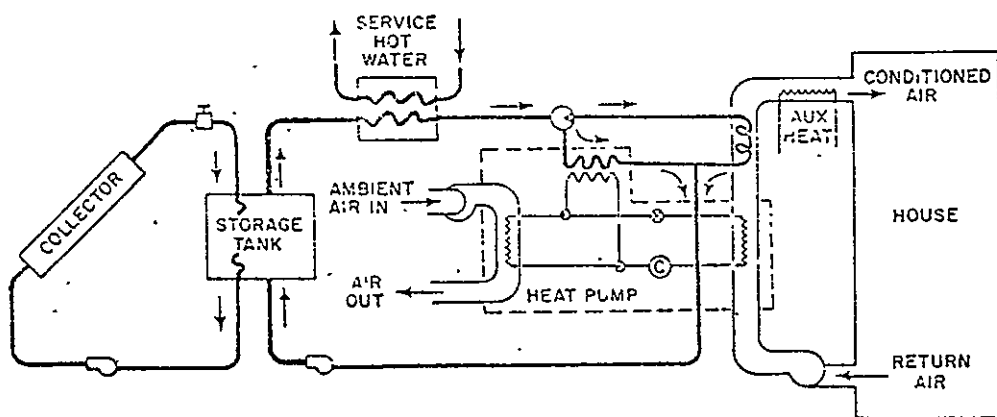 SERVICE
HOT
WATER
CONDITIONED
AIR
AUX
HEAT
COLLECTOR
STORAGE
TANK
AMBIENT
AIR IN
AIR
OUT
HEAT PUMP
C
HOUSE
RETURN
AIR